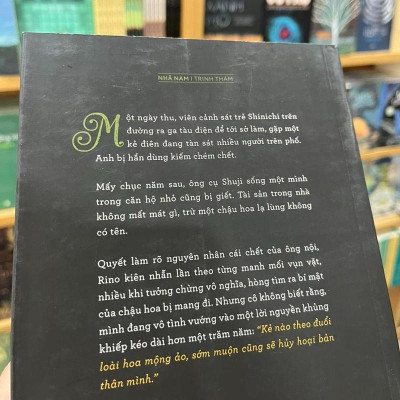 NHÃ NAM | TRINH THÁM
Một ngày thu, viên cảnh sát trẻ Shinichi trên
đường ra ga tàu điện để tới sở làm, gặp một
kẻ điên đang tàn sát nhiều người trên phố.
Anh bị hắn dùng kiếm chém chết.
Mấy chục năm sau, ông cụ Shuji sống một mình
trong căn hộ nhỏ cũng bị giết. Tài sản trong nhà
không mất mát gì, trừ một chậu hoa lạ lùng không
có tên.
Quyết làm rõ nguyên nhân cái chết của ông nội,
Rino kiên nhẫn lần theo từng manh mối vụn vặt,
nhiều khi tưởng chừng vô nghĩa, hòng tìm ra bí mật
của chậu hoa bị mang đi. Nhưng cô không biết rằng,
mình đang vô tình vướng vào một lời nguyền khủng
khiếp kéo dài hơn một trăm năm: “Kẻ nào theo đuổi
loài hoa mộng ảo, sớm muộn cũng sẽ hủy hoại bản
thân mình.”